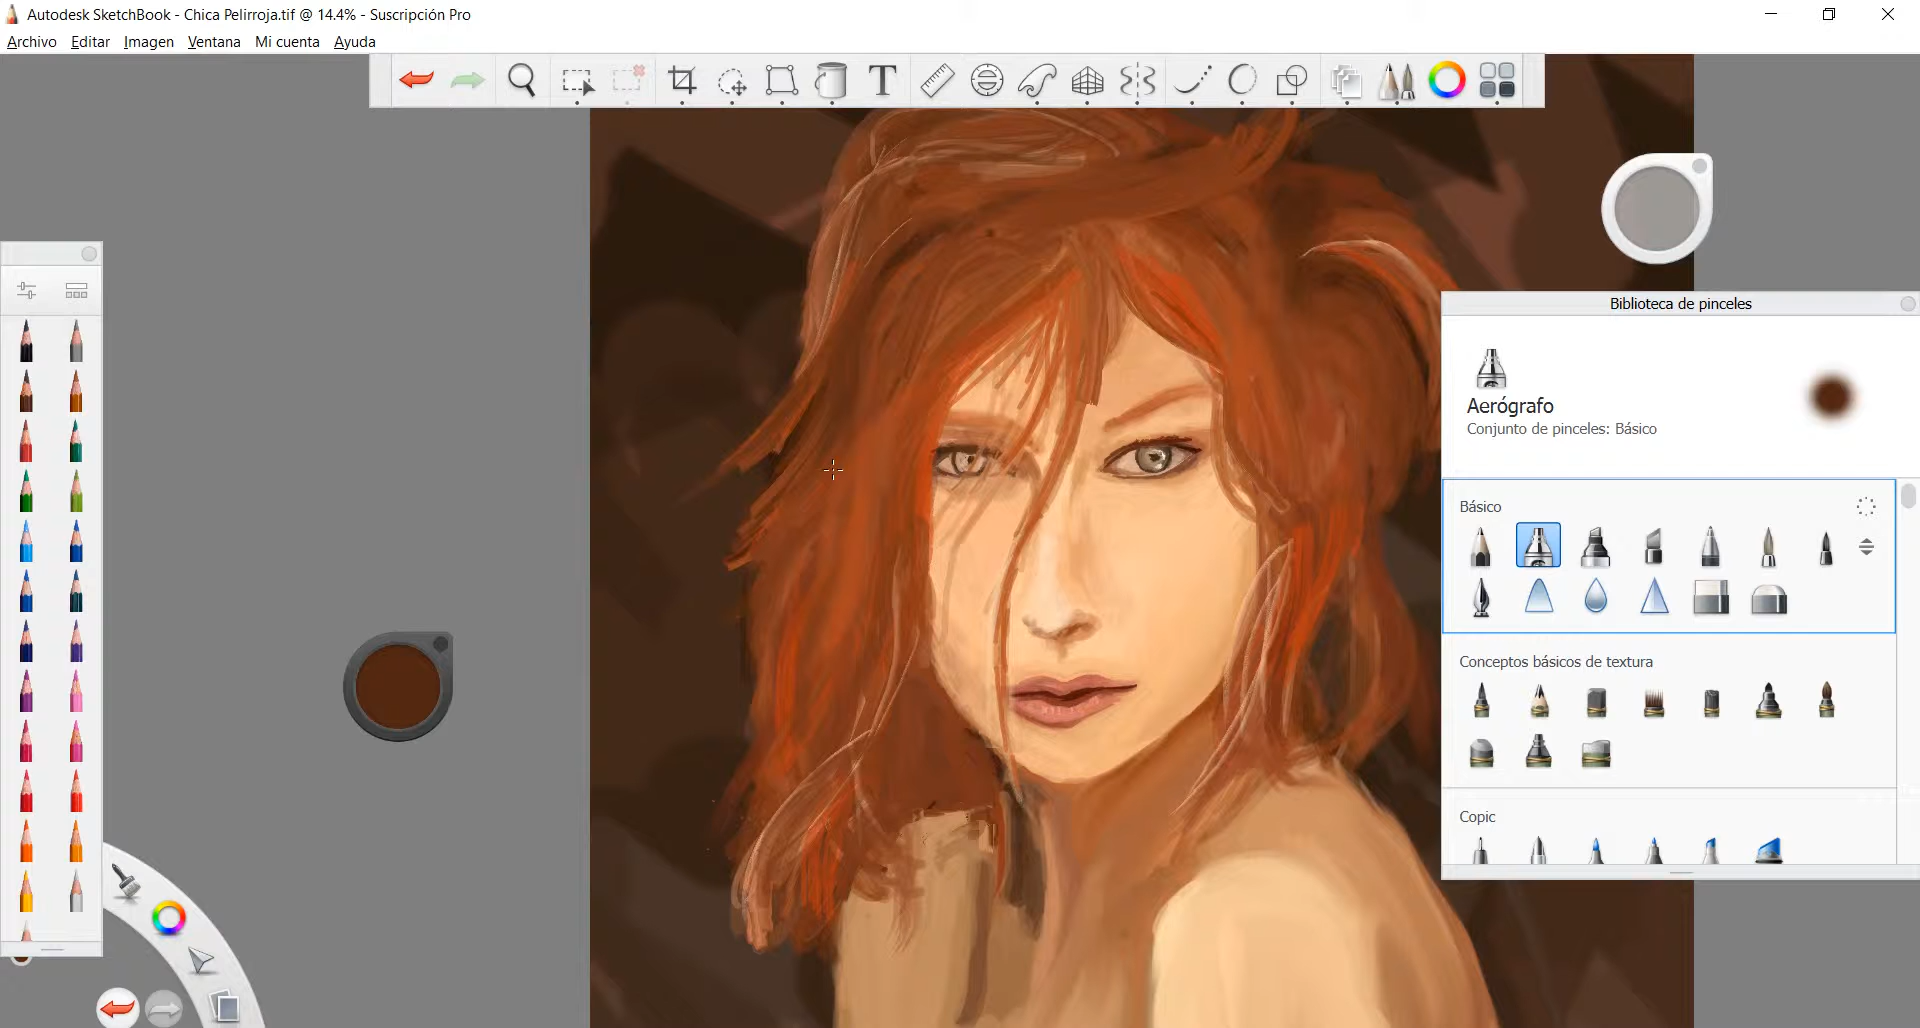 Autodesk SketchBook - Chica Pelirroja.tif @ 14.4% - Suscripción Pro
Archivo Editar Imagen Ventana Mi cuenta Ayuda
T
Biblioteca de pinceles
Aerógrafo
Conjunto de pinceles: Básico
Básico
Conceptos básicos de textura
Copic